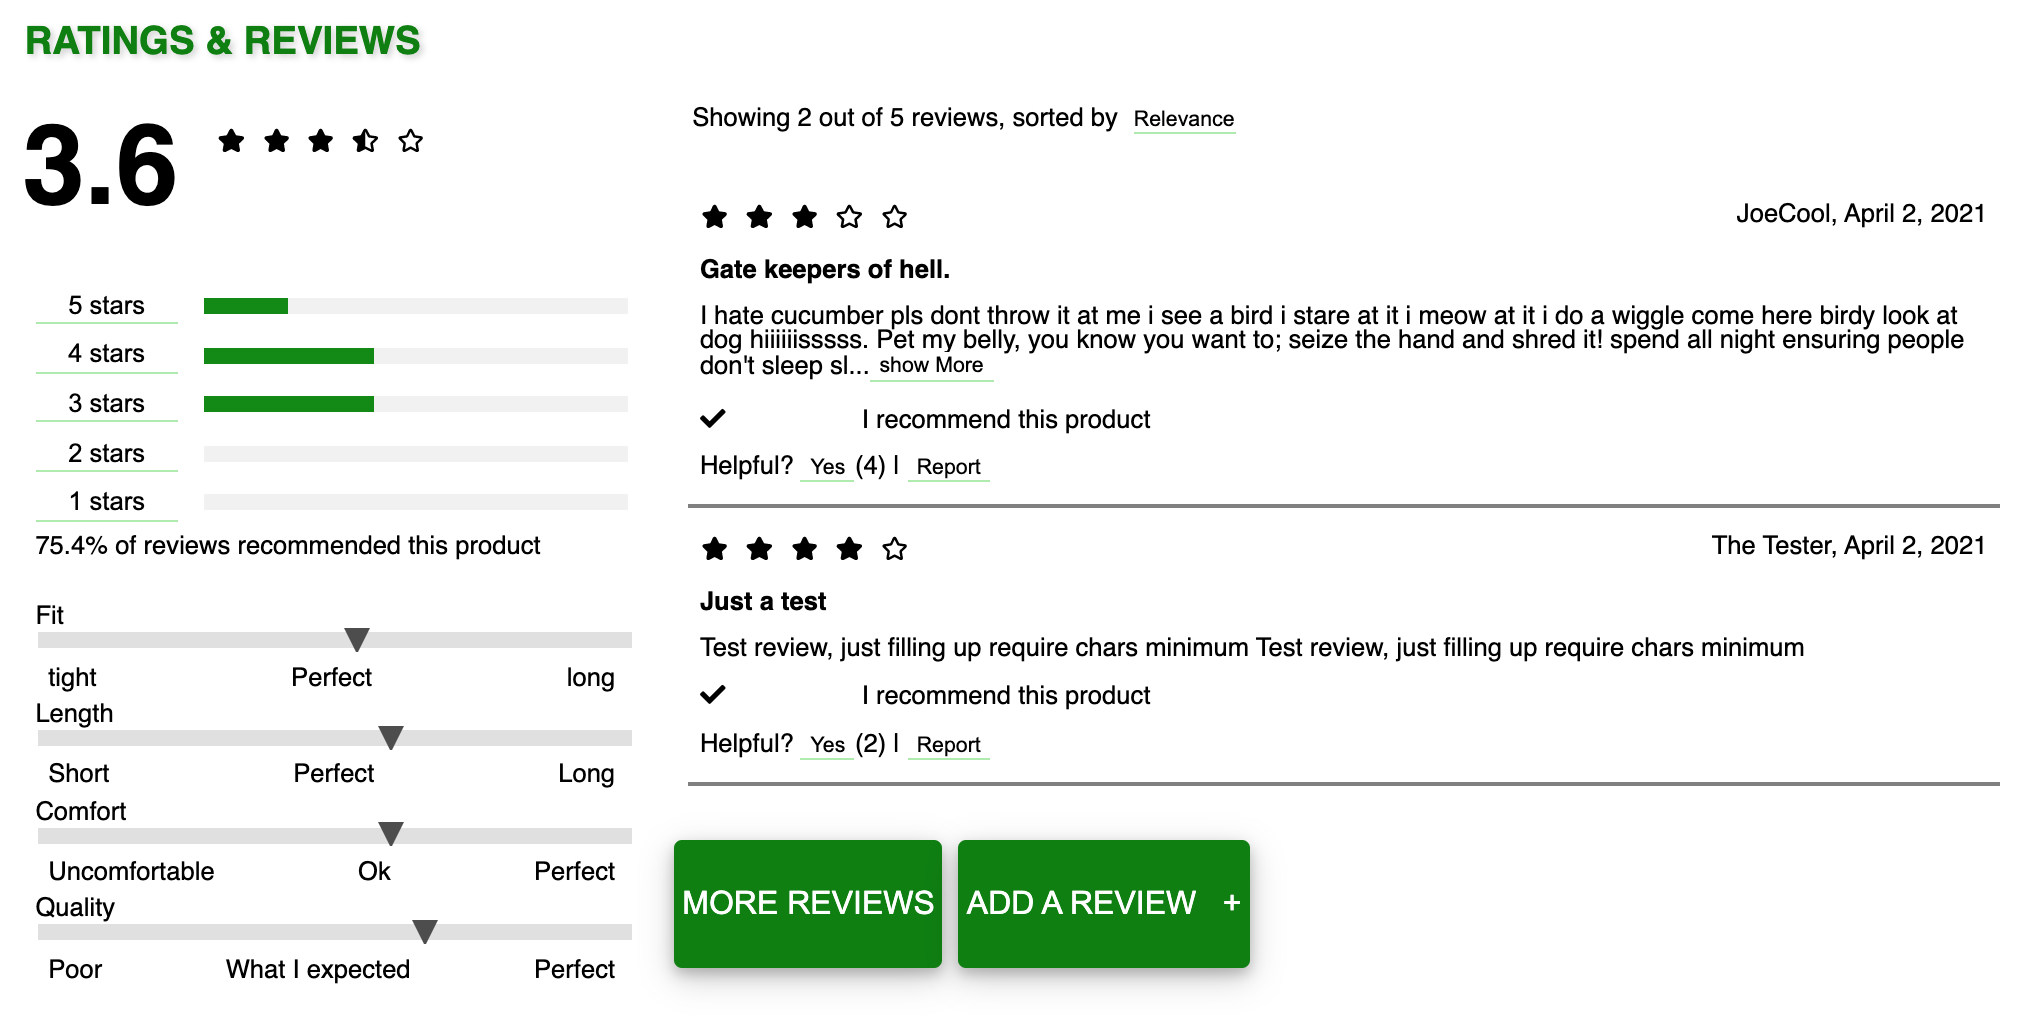 RATINGS & REVIEWS
3.6
5 stars
4 stars
3 stars
2 stars
1 stars
75.4% of reviews recommended this product
Fit
tight Perfect long
Length
Short Perfect Long
Comfort
Uncomfortable Ok Perfect
Quality
Poor What I expected Perfect
Showing 2 out of 5 reviews, sorted by Relevance
JoeCool, April 2, 2021
Gate keepers of hell.
I hate cucumber pls dont throw it at me i see a bird i stare at it i meow at it i do a wiggle come here birdy look at
dog hiiiiiisssss. Pet my belly, you know you want to; seize the hand and shred it! spend all night ensuring people
don't sleep sl... show More
I recommend this product
Helpful? Yes (4) | Report
The Tester, April 2, 2021
Just a test
Test review, just filling up require chars minimum Test review, just filling up require chars minimum
I recommend this product
Helpful? Yes (2) | Report
MORE REVIEWS
ADD A REVIEW +